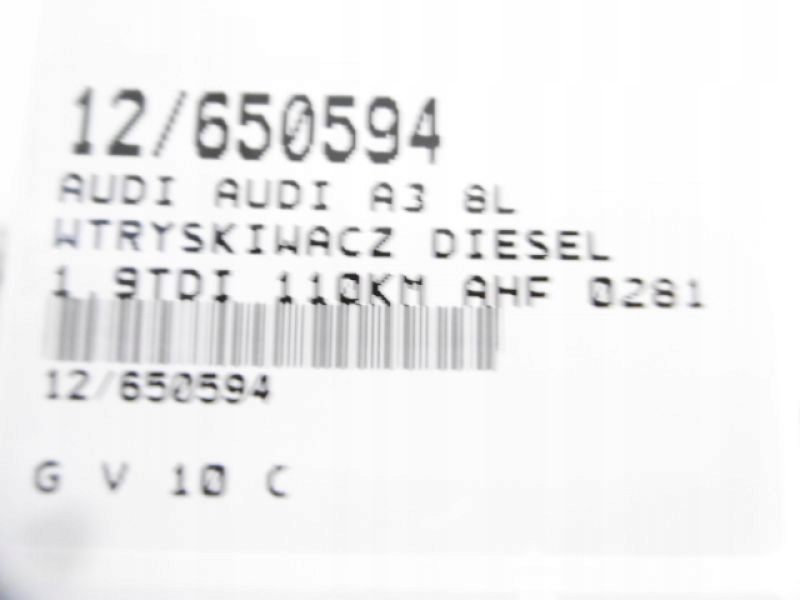 12/650594
AUDI AUDI A3 8L
WTRYSKIWACZ DIESEL
1.9TDI 110KM AHF 0281
12/650594
G V 10 C